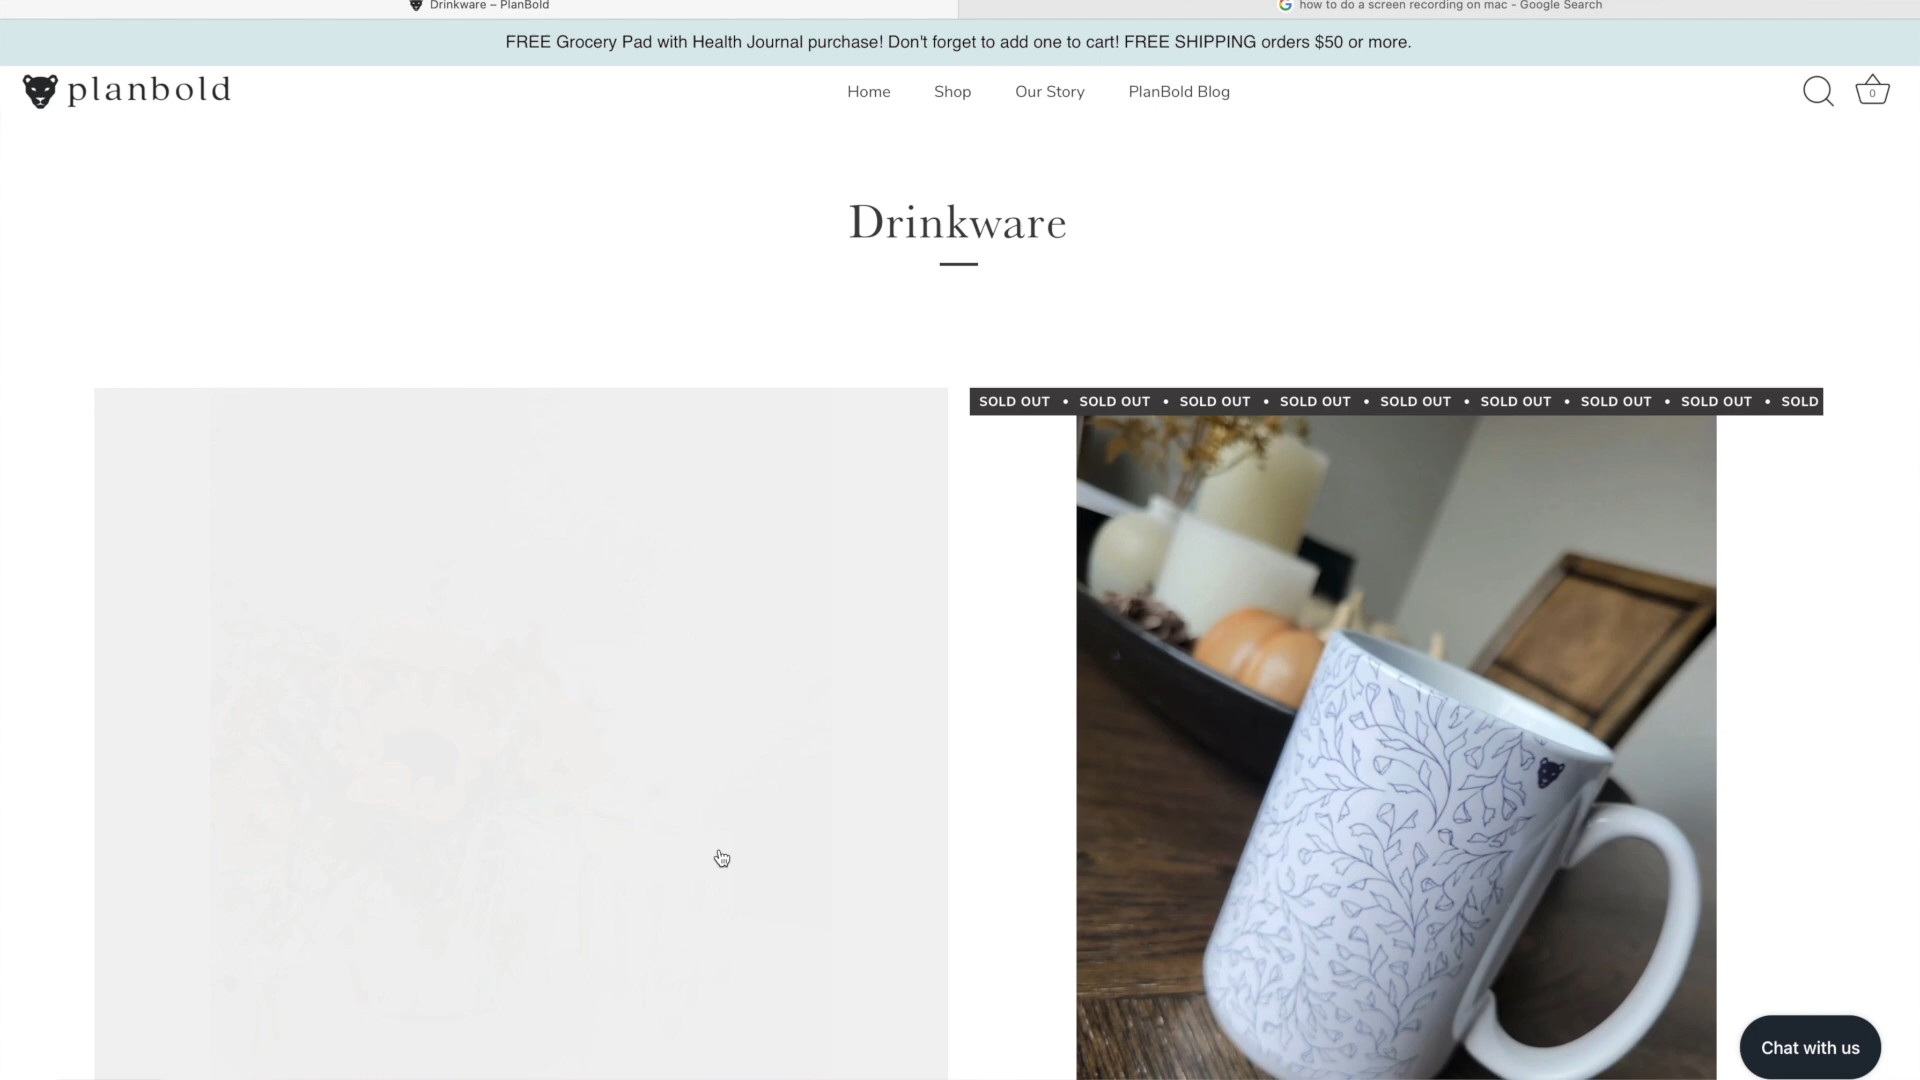 Drinkware – PlanBold
how to do a screen recording on mac - Google Search
FREE Grocery Pad with Health Journal purchase! Don't forget to add one to cart! FREE SHIPPING orders $50 or more.
planbold
Home Shop Our Story PlanBold Blog
0
Drinkware
SOLD OUT • SOLD OUT • SOLD OUT • SOLD OUT • SOLD OUT • SOLD OUT • SOLD OUT • SOLD OUT • SOLD
Chat with us